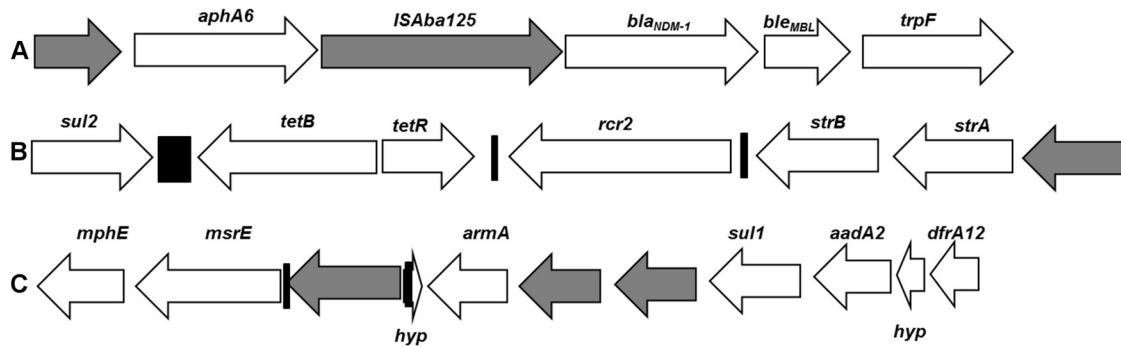 aphA6 ISAba125 blaNDM-1 bleMBL trpF
A
sul2 tetB tetR rcr2 strB strA
B
mphE msrE armA sul1 aadA2 dfrA12
C
hyp hyp